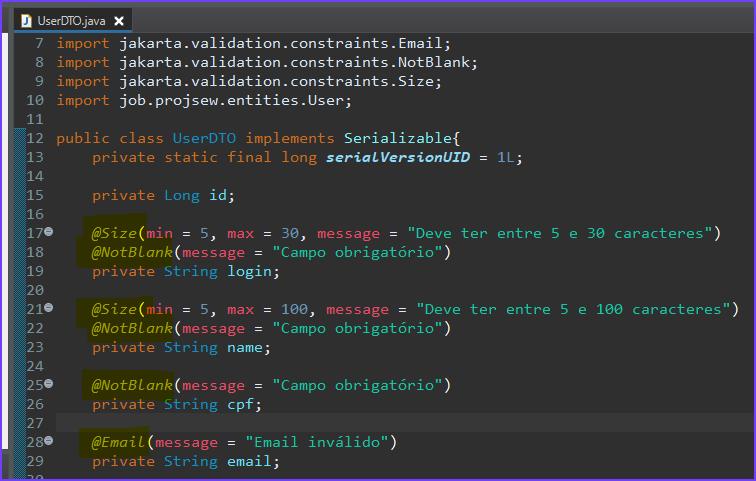 UserDTO.java
7 import jakarta.validation.constraints.Email;
8 import jakarta.validation.constraints.NotBlank;
9 import jakarta.validation.constraints.Size;
10 import job.projsew.entities.User;
11
12 public class UserDTO implements Serializable{
13 private static final long serialVersionUID = 1L;
14
15 private Long id;
16
17 @Size(min = 5, max = 30, message = "Deve ter entre 5 e 30 caracteres")
18 @NotBlank(message = "Campo obrigatório")
19 private String login;
20
21 @Size(min = 5, max = 100, message = "Deve ter entre 5 e 100 caracteres")
22 @NotBlank(message = "Campo obrigatório")
23 private String name;
24
25 @NotBlank(message = "Campo obrigatório")
26 private String cpf;
27
28 @Email(message = "Email inválido")
29 private String email;